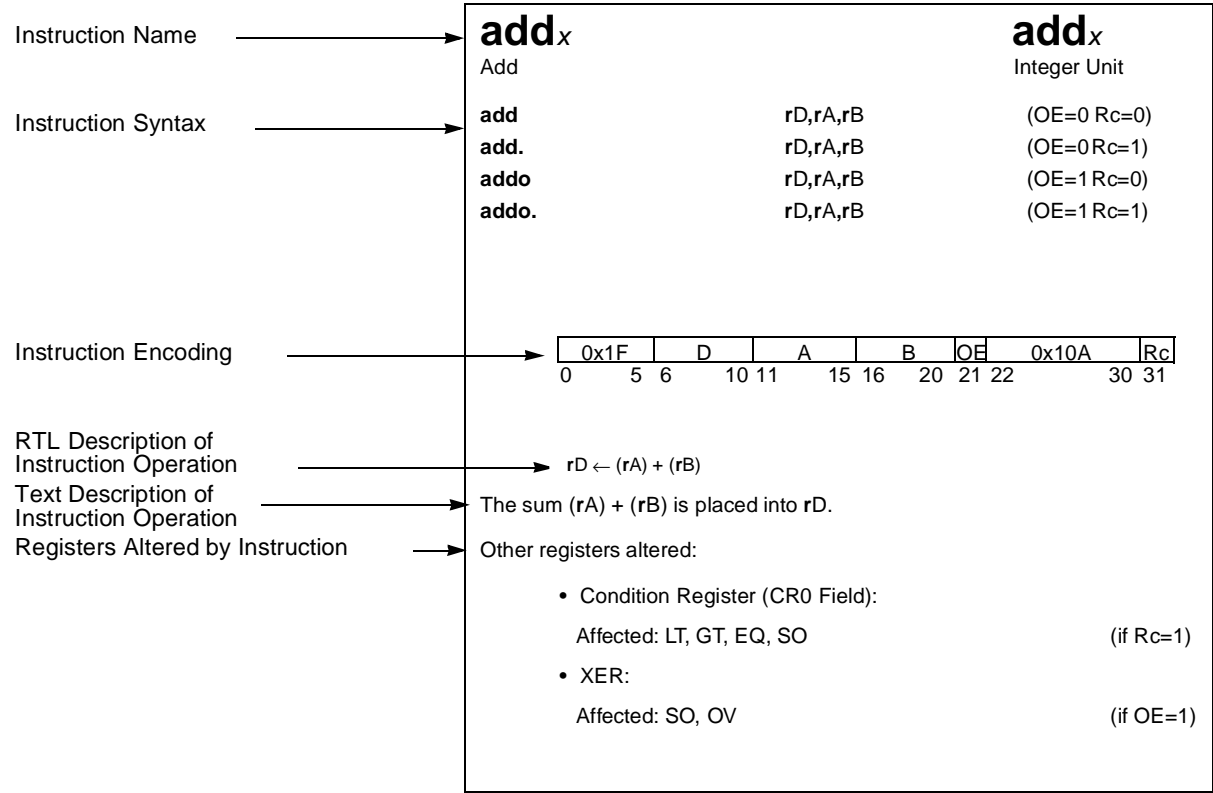 Instruction Name
addx addx
Add Integer Unit
Instruction Syntax
add rD,rA,rB (OE=0 Rc=0)
add. rD,rA,rB (OE=0 Rc=1)
addo rD,rA,rB (OE=1 Rc=0)
addo. rD,rA,rB (OE=1 Rc=1)
Instruction Encoding
0x1F D A B OE 0x10A Rc
0 5 6 10 11 15 16 20 21 22 30 31
RTL Description of
Instruction Operation
rD ← (rA) + (rB)
Text Description of
Instruction Operation
The sum (rA) + (rB) is placed into rD.
Registers Altered by Instruction
Other registers altered:
• Condition Register (CR0 Field):
Affected: LT, GT, EQ, SO (if Rc=1)
• XER:
Affected: SO, OV (if OE=1)